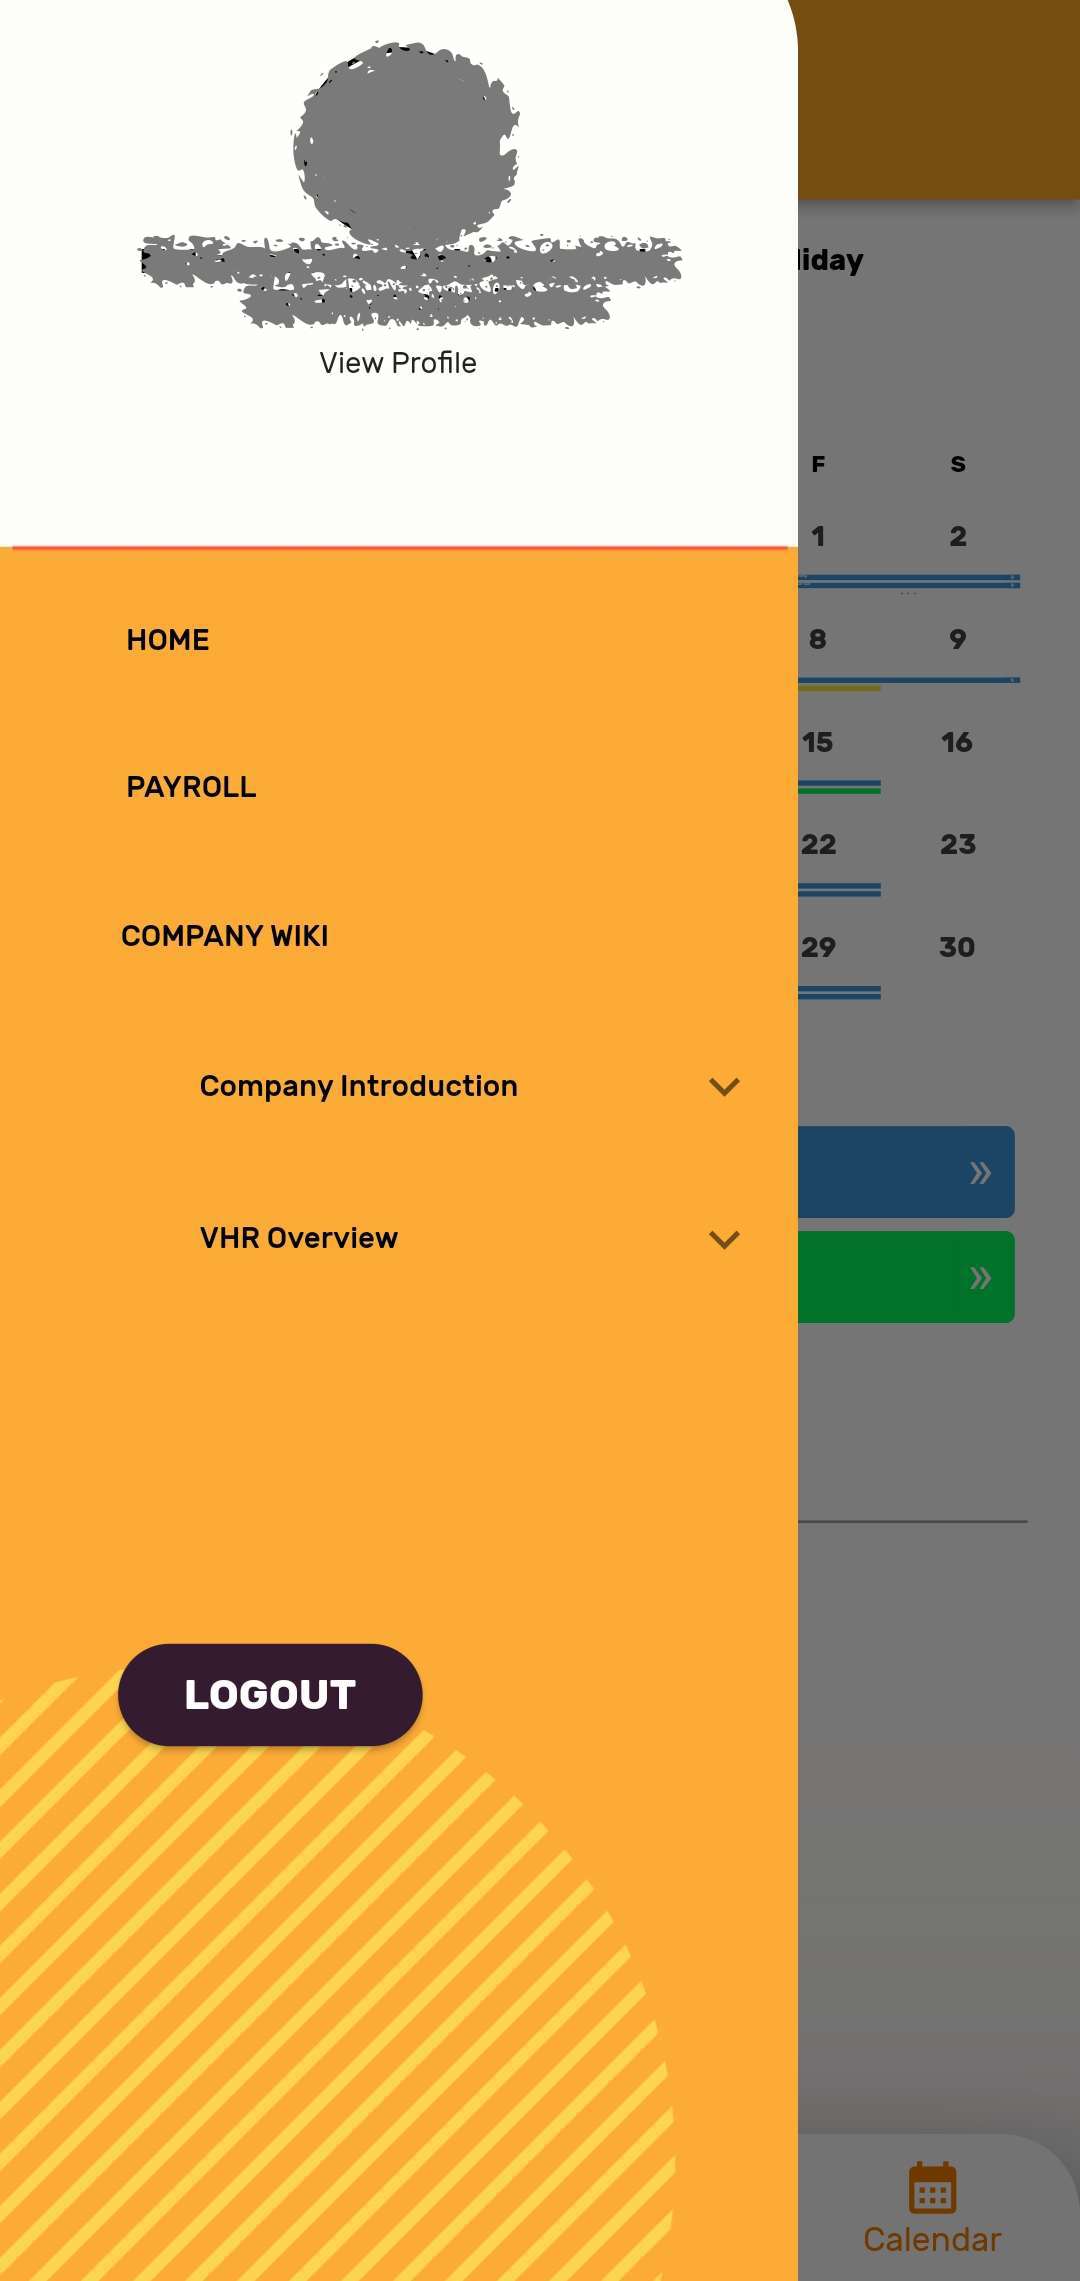 View Profile
HOME
PAYROLL
COMPANY WIKI
Company Introduction
VHR Overview
LOGOUT
liday
F S
1 2
8 9
15 16
22 23
29 30
»
»
Calendar